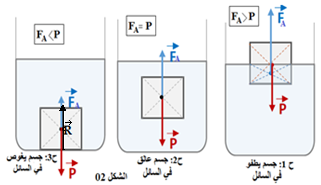 F_A<P
F_A= P
F_A>P
F_A
F_A
F_A
R
P
P
P
ح3: جسم يغوص
في السائل
ح2: جسم عالق
في السائل
ح 1: جسم يطفو
في السائل
الشكل 02